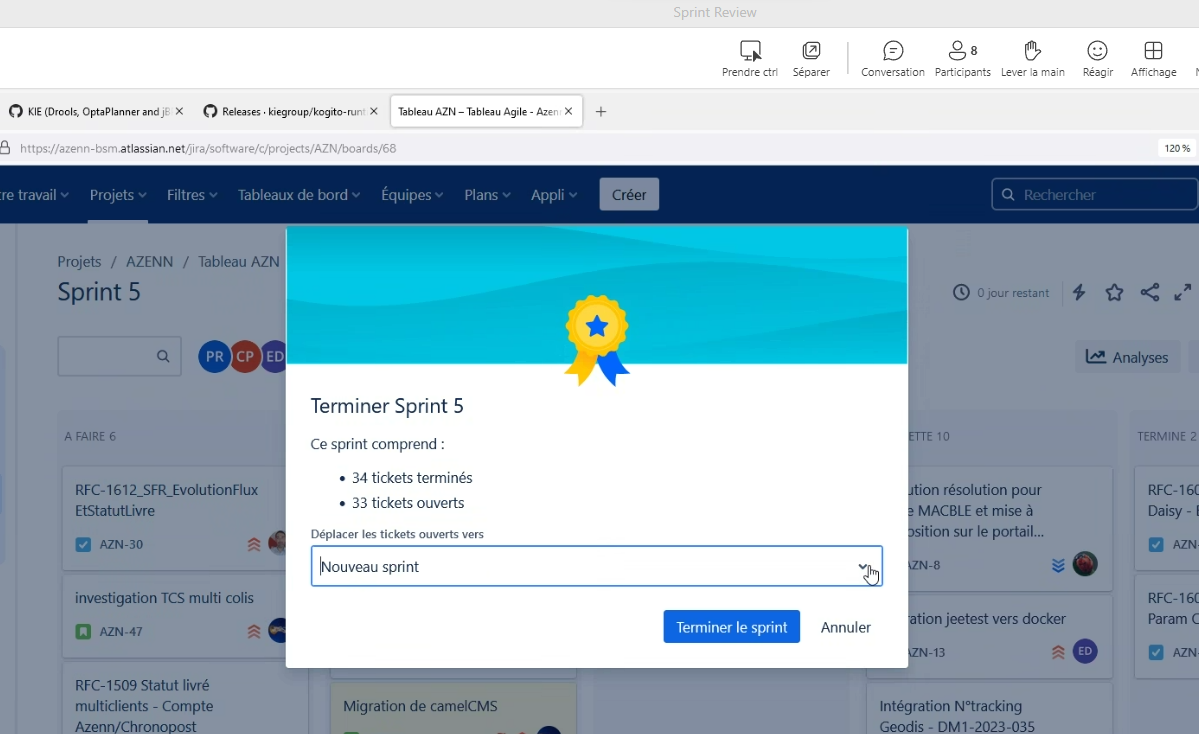 Sprint Review
Prendre ctrl
Séparer
Conversation
8
Participants
Lever la main
Réagir
Affichage
KIE (Drools, OptaPlanner and jB
Releases · kiegroup/kogito-runt
Tableau AZN – Tableau Agile - Azen
https://azenn-bsm.atlassian.net/jira/software/c/projects/AZN/boards/68
120 %
tre travail
Projets
Filtres
Tableaux de bord
Équipes
Plans
Appli
Créer
Rechercher
Projets / AZENN / Tableau AZN
Sprint 5
0 jour restant
PR
CP
ED
Analyses
Terminer Sprint 5
Ce sprint comprend :
• 34 tickets terminés
• 33 tickets ouverts
Déplacer les tickets ouverts vers
Nouveau sprint
Terminer le sprint
Annuler
A FAIRE 6
RFC-1612_SFR_EvolutionFlux
EtStatutLivre
AZN-30
investigation TCS multi colis
AZN-47
RFC-1509 Statut livré
multiclients - Compte
Azenn/Chronopost
Migration de camelCMS
ETTE 10
ution résolution pour
e MACBLE et mise à
osition sur le portail...
AZN-8
ration jeetest vers docker
AZN-13
ED
Intégration N°tracking
Geodis - DM1-2023-035
TERMINE 2
RFC-160
Daisy - E
AZN-
RFC-160
Param C
AZN-